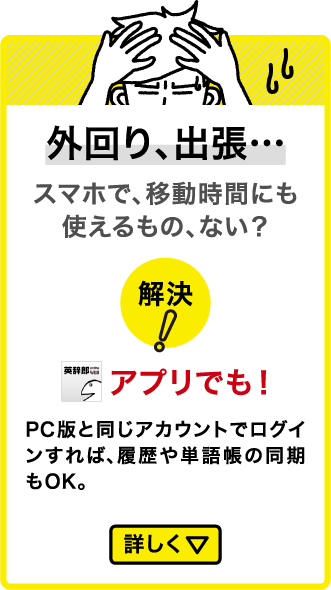 外回り、出張…
スマホで、移動時間にも
使えるもの、ない？
解決
！
英辞郎
アプリでも！
PC版と同じアカウントでログイ
ンすれば、履歴や単語帳の同期
もOK。
詳しく▽